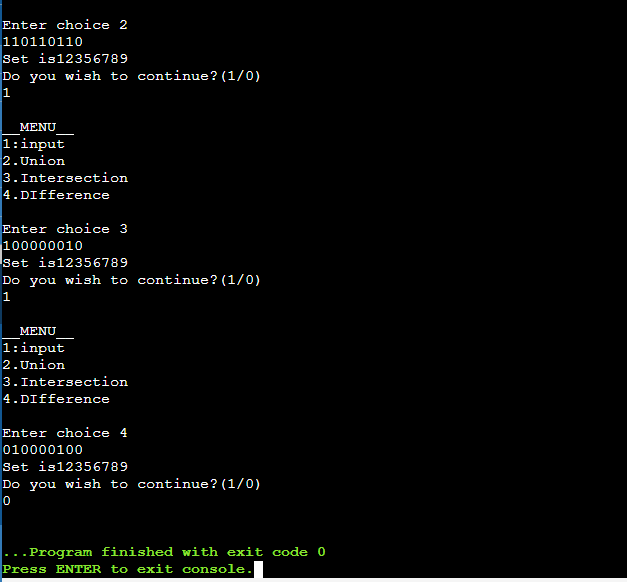 Enter choice 2
110110110
Set is12356789
Do you wish to continue?(1/0)
1
__MENU__
1:input
2.Union
3.Intersection
4.DIfference
Enter choice 3
100000010
Set is12356789
Do you wish to continue?(1/0)
1
__MENU__
1:input
2.Union
3.Intersection
4.DIfference
Enter choice 4
010000100
Set is12356789
Do you wish to continue?(1/0)
0
...Program finished with exit code 0
Press ENTER to exit console.